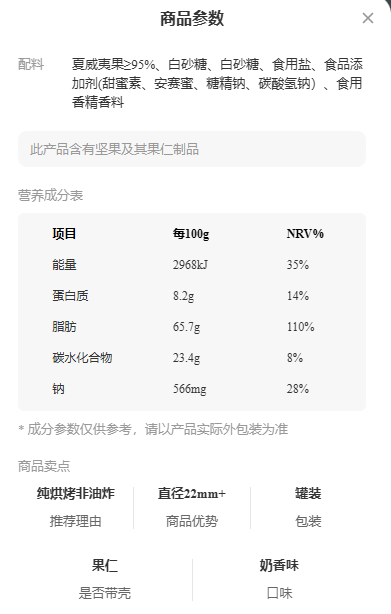 商品参数
配料
夏威夷果≥95%、白砂糖、白砂糖、食用盐、食品添
加剂(甜蜜素、安赛蜜、糖精钠、碳酸氢钠）、食用
香精香料
此产品含有坚果及其果仁制品
营养成分表
项目 每100g NRV%
能量 2968kJ 35%
蛋白质 8.2g 14%
脂肪 65.7g 110%
碳水化合物 23.4g 8%
钠 566mg 28%
* 成分参数仅供参考，请以产品实际外包装为准
商品卖点
纯烘烤非油炸 直径22mm+ 罐装
推荐理由 商品优势 包装
果仁 奶香味
是否带壳 口味